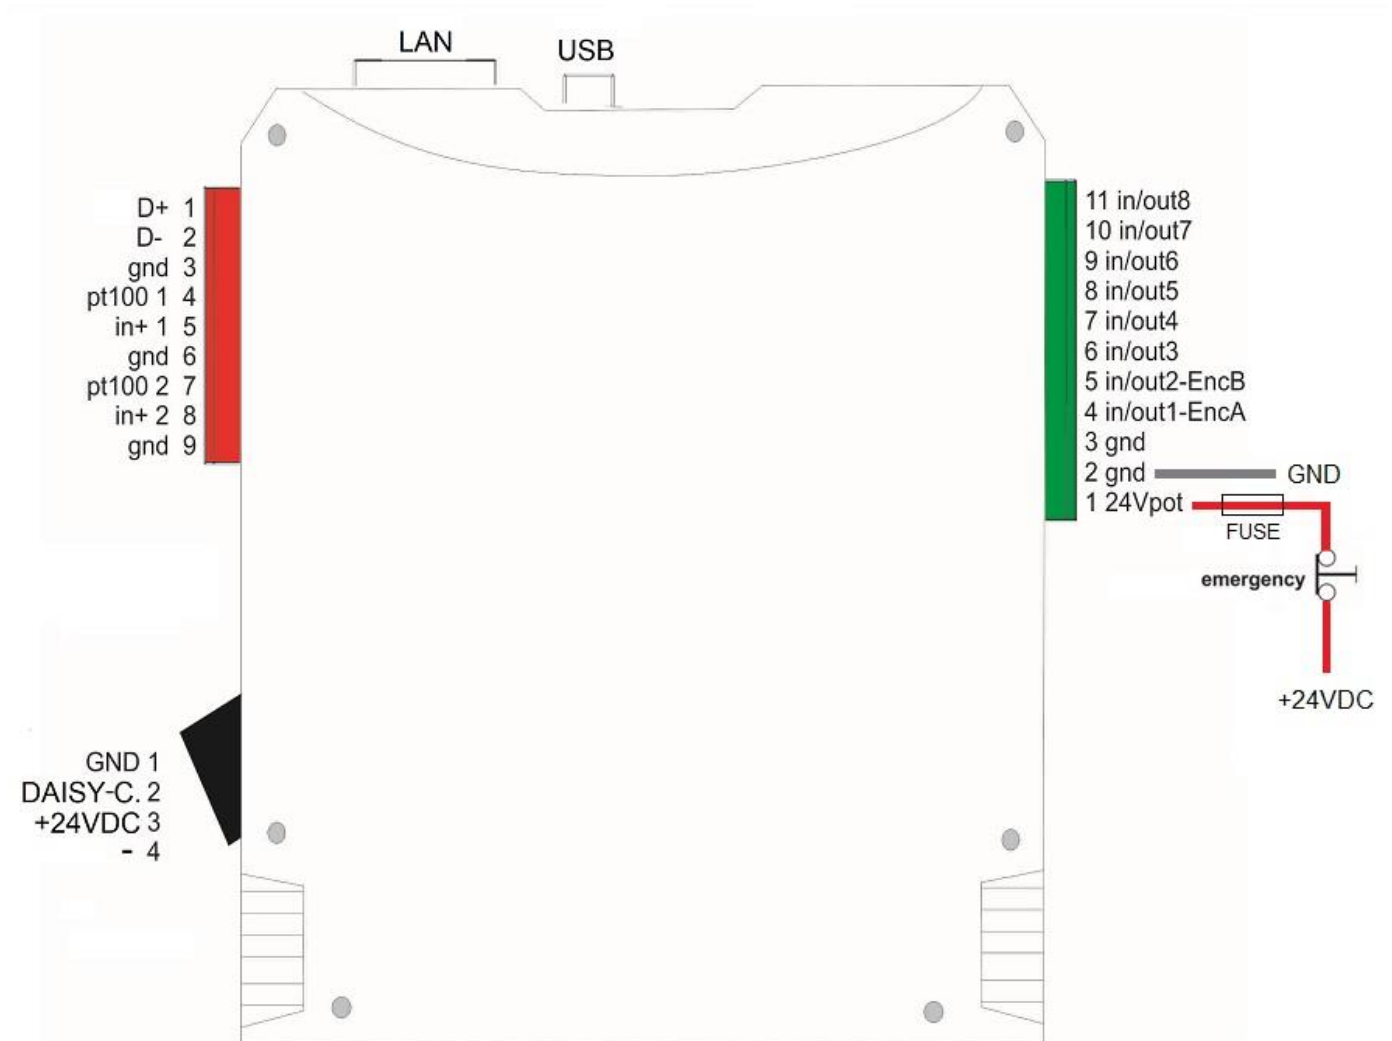 LAN
USB
D+ 1
D- 2
gnd 3
pt100 1 4
in+ 1 5
gnd 6
pt100 2 7
in+ 2 8
gnd 9
11 in/out8
10 in/out7
9 in/out6
8 in/out5
7 in/out4
6 in/out3
5 in/out2-EncB
4 in/out1-EncA
3 gnd
2 gnd
GND
1 24Vpot
FUSE
emergency
+24VDC
GND 1
DAISY-C. 2
+24VDC 3
- 4